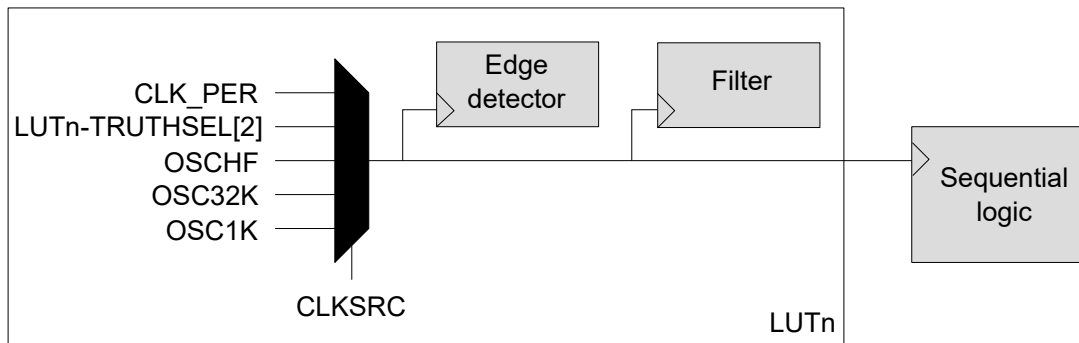 Edge
detector
Filter
CLK_PER
LUTn-TRUTHSEL[2]
OSCHF
OSC32K
OSC1K
Sequential
logic
CLKSRC
LUTn